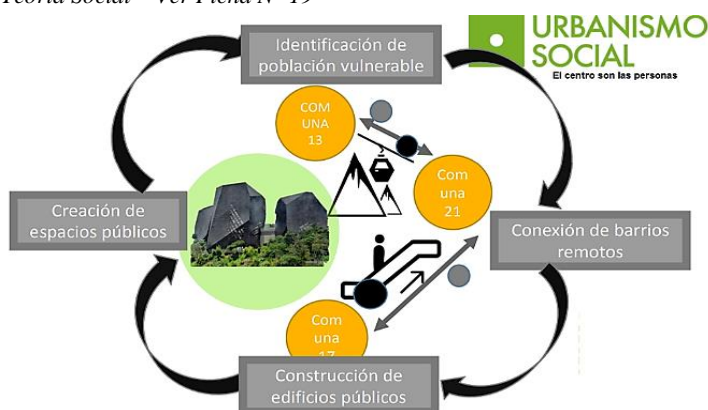 Teoría Social – Ver Ficha N° 19
URBANISMO
SOCIAL
El centro son las personas
Identificación de
población vulnerable
COM
UNA
13
Com
una
21
Creación de
espacios públicos
Conexión de barrios
remotos
Com
una
17
Construcción de
edificios públicos